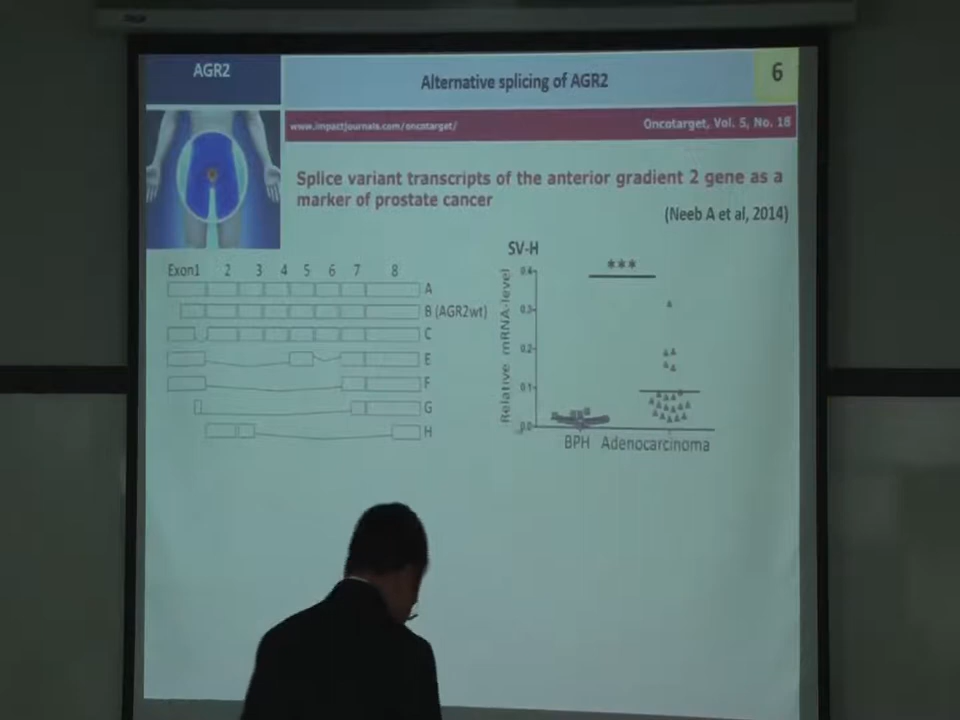 AGR2
Alternative splicing of AGR2
6
www.impactjournals.com/oncotarget/
Oncotarget, Vol. 5, No. 18
Splice variant transcripts of the anterior gradient 2 gene as a
marker of prostate cancer
(Neeb A et al, 2014)
Exon1 2 3 4 5 6 7 8
A
B (AGR2wt)
C
E
F
G
H
SV-H
***
Relative mRNA-level
0.4
0.3
0.2
0.1
0.0
BPH Adenocarcinoma